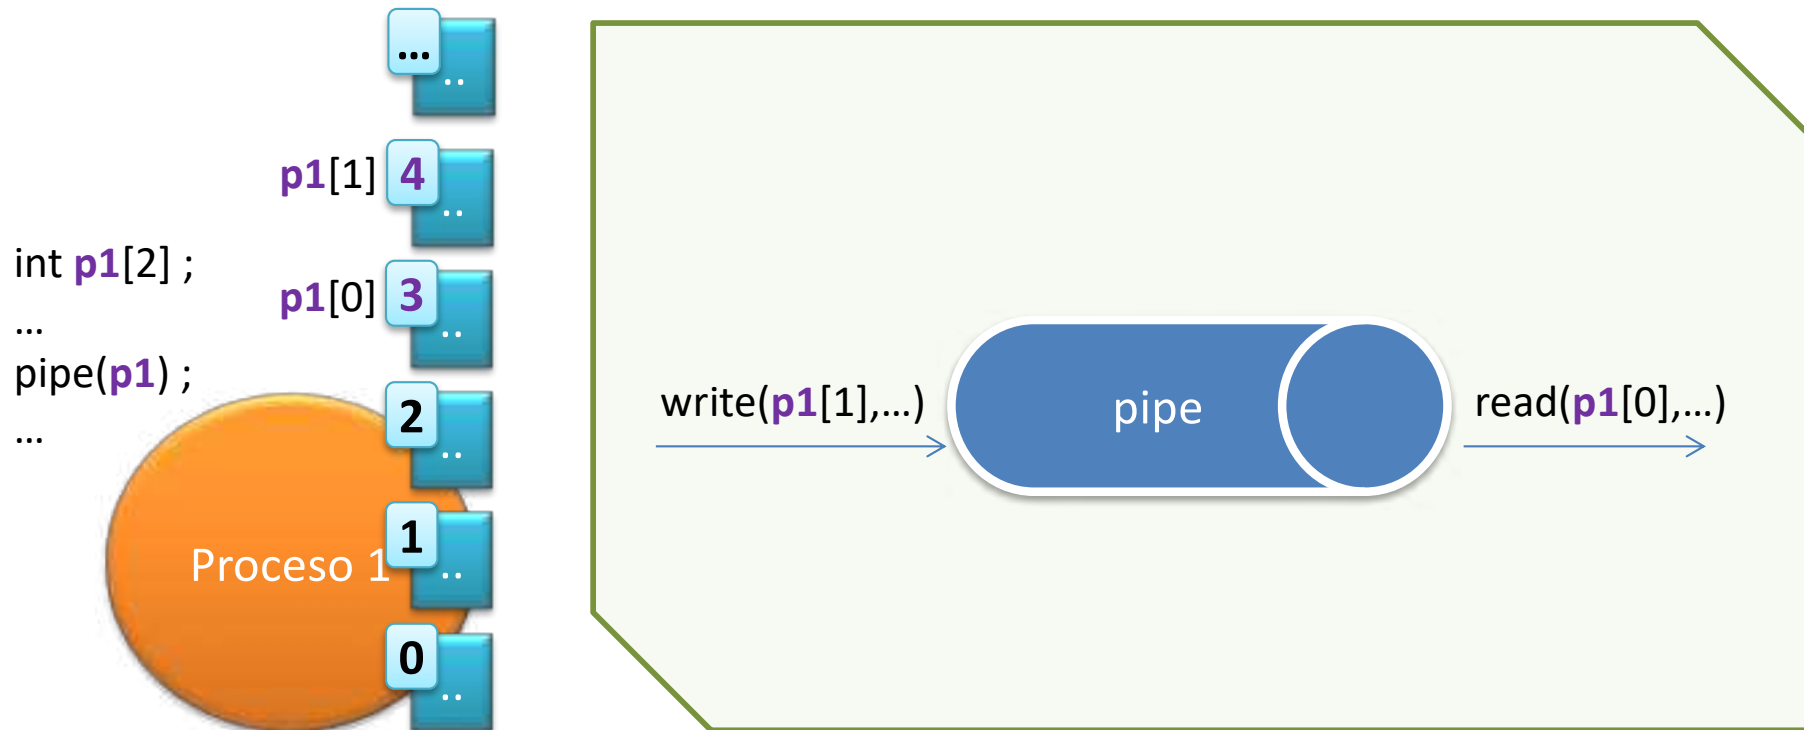 int p1[2] ;
…
pipe(p1) ;
…
…
..
p1[1] 4
..
p1[0] 3
..
2
..
1
..
0
..
Proceso 1
write(p1[1],…)
pipe
read(p1[0],…)